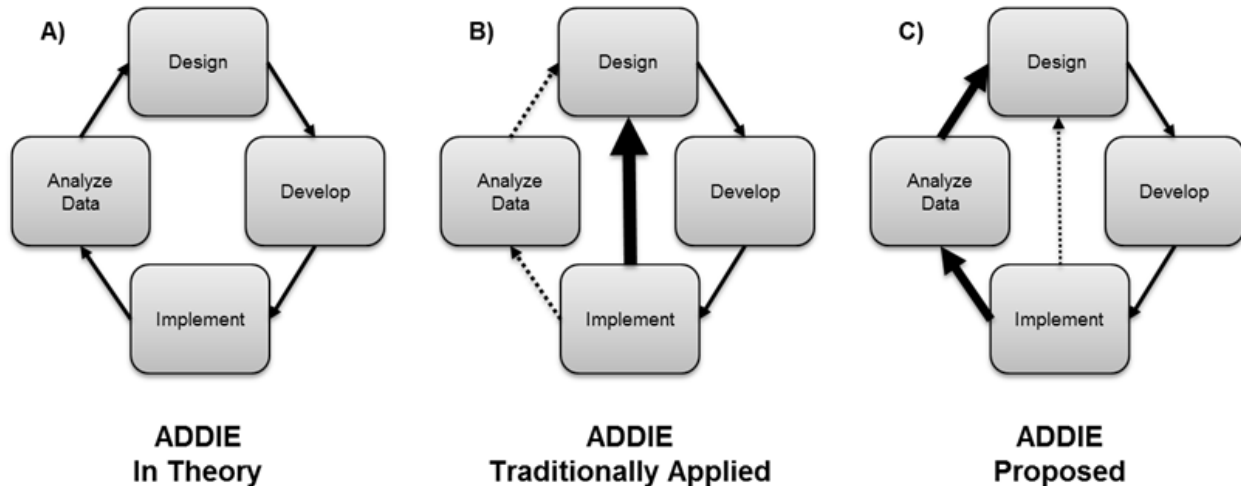 A)
Design
Analyze
Data
Develop
Implement
ADDIE
In Theory
B)
Design
Analyze
Data
Develop
Implement
ADDIE
Traditionally Applied
C)
Design
Analyze
Data
Develop
Implement
ADDIE
Proposed